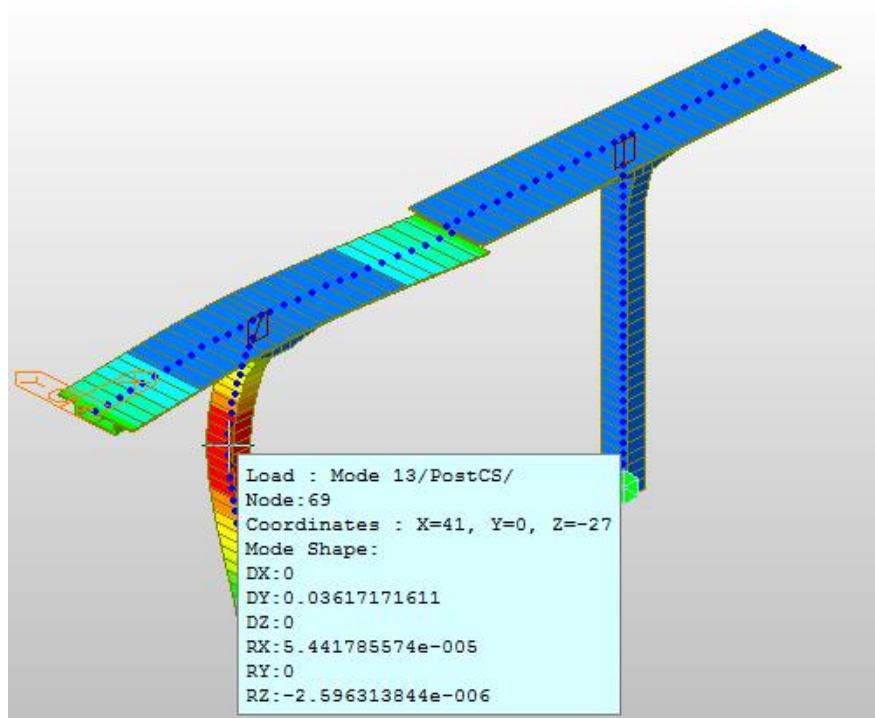 Load : Mode 13/PostCS/
Node:69
Coordinates : X=41, Y=0, Z=-27
Mode Shape:
DX:0
DY:0.03617171611
DZ:0
RX:5.441785574e-005
RY:0
RZ:-2.596313844e-006